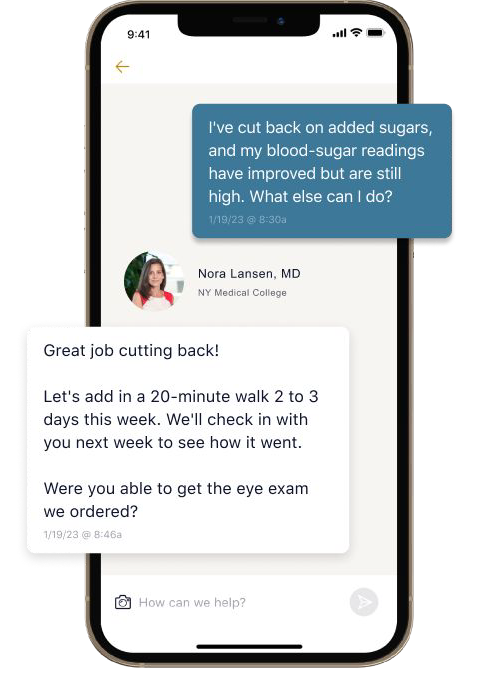 9:41
I've cut back on added sugars,
and my blood-sugar readings
have improved but are still
high. What else can I do?
1/19/23 @ 8:30a
Nora Lansen, MD
NY Medical College
Great job cutting back!
Let's add in a 20-minute walk 2 to 3
days this week. We'll check in with
you next week to see how it went.
Were you able to get the eye exam
we ordered?
1/19/23 @ 8:46a
How can we help?